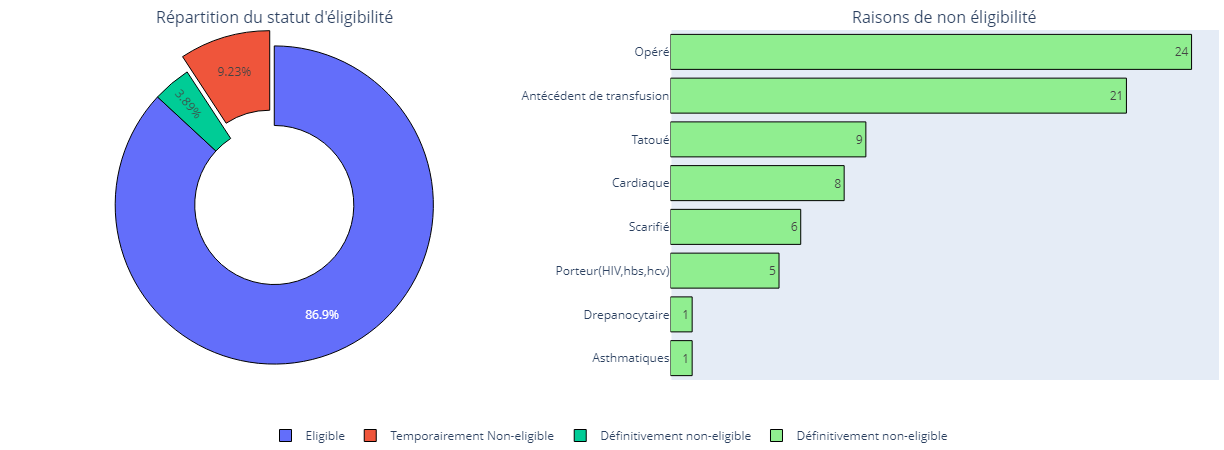 Répartition du statut d'éligibilité
9.23%
3.89%
86.9%
Raisons de non éligibilité
Opéré 24
Antécédent de transfusion 21
Tatoué 9
Cardiaque 8
Scarifié 6
Porteur(HIV,hbs,hcv) 5
Drepanocytaire 1
Asthmatiques 1
Eligible Temporairement Non-eligible Définitivement non-eligible Définitivement non-eligible